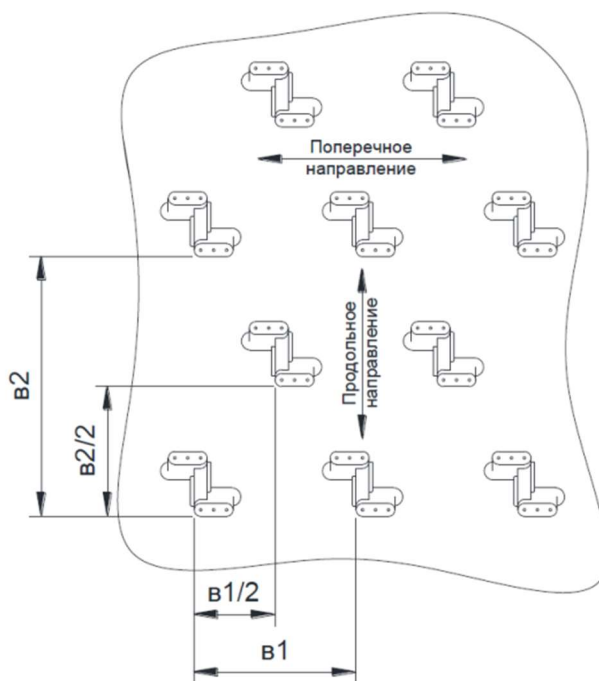 Поперечное
направление
Продольное
направление
в2
в2/2
в1/2
в1